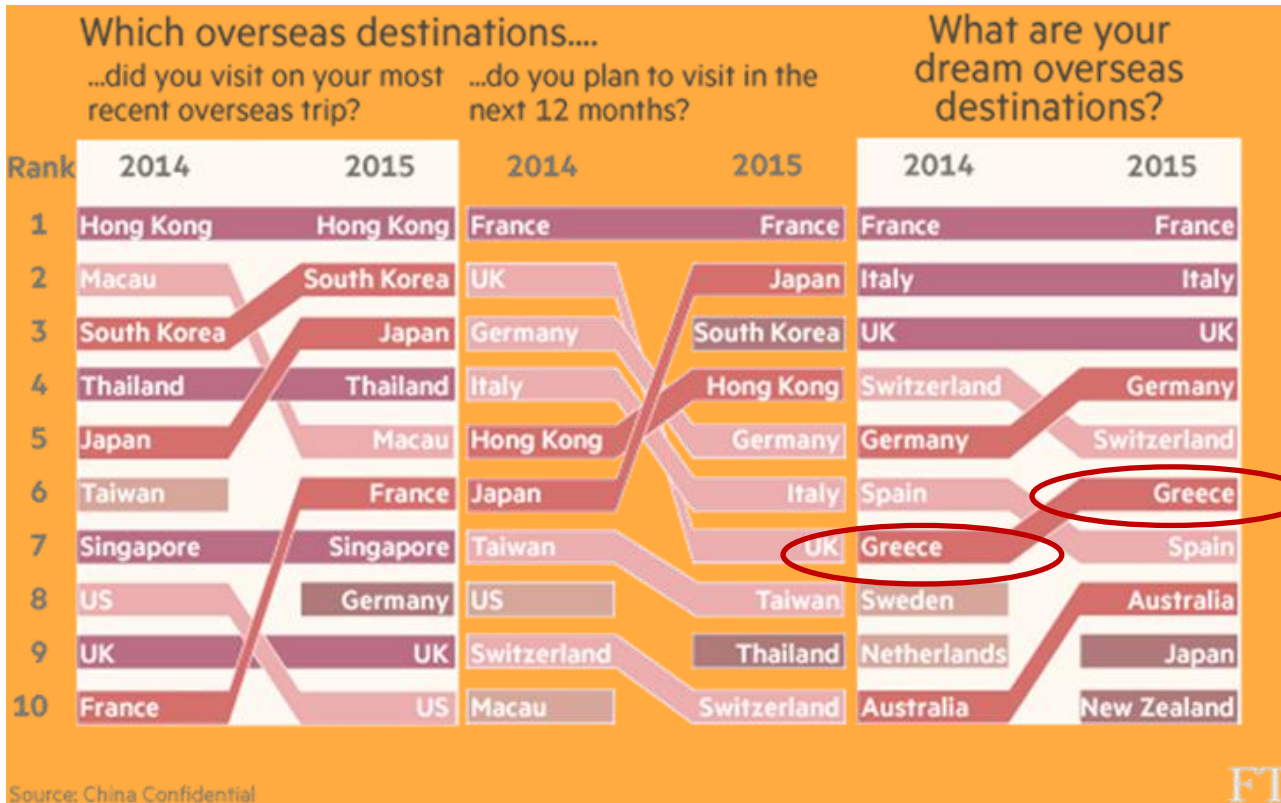 Which overseas destinations....
...did you visit on your most
recent overseas trip?
...do you plan to visit in the
next 12 months?
What are your
dream overseas
destinations?
Rank 2014 2015 2014 2015 2014 2015
1 Hong Kong Hong Kong France France France France
2 Macau South Korea UK Japan Italy Italy
3 South Korea Japan Germany South Korea UK UK
4 Thailand Thailand Italy Hong Kong Switzerland Germany
5 Japan Macau Hong Kong Germany Germany Switzerland
6 Taiwan France Japan Italy Spain Greece
7 Singapore Singapore Taiwan UK Greece Spain
8 US Germany US Taiwan Sweden Australia
9 UK UK Switzerland Thailand Netherlands Japan
10 France US Macau Switzerland Australia New Zealand
Source: China Confidential
FT